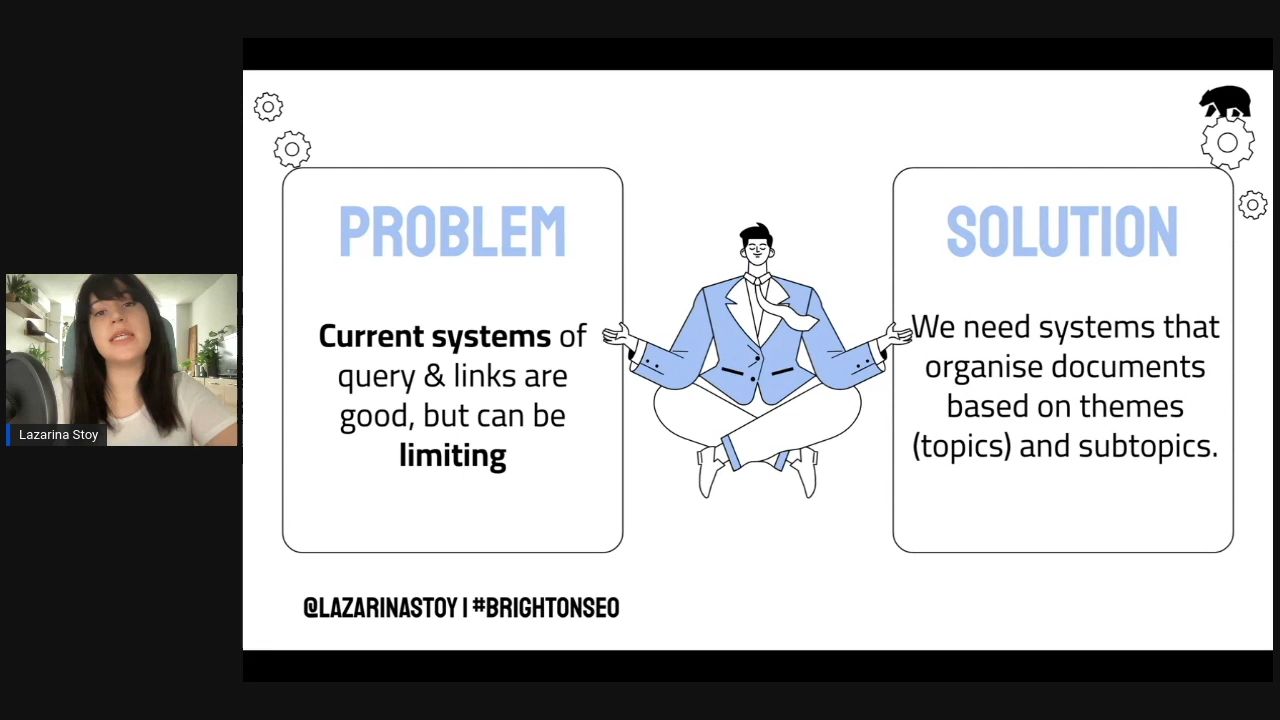 PROBLEM
Current systems of
query & links are
good, but can be
limiting
SOLUTION
We need systems that
organise documents
based on themes
(topics) and subtopics.
Lazarina Stoy
@LAZARINASTOY | #BRIGHTONSEO